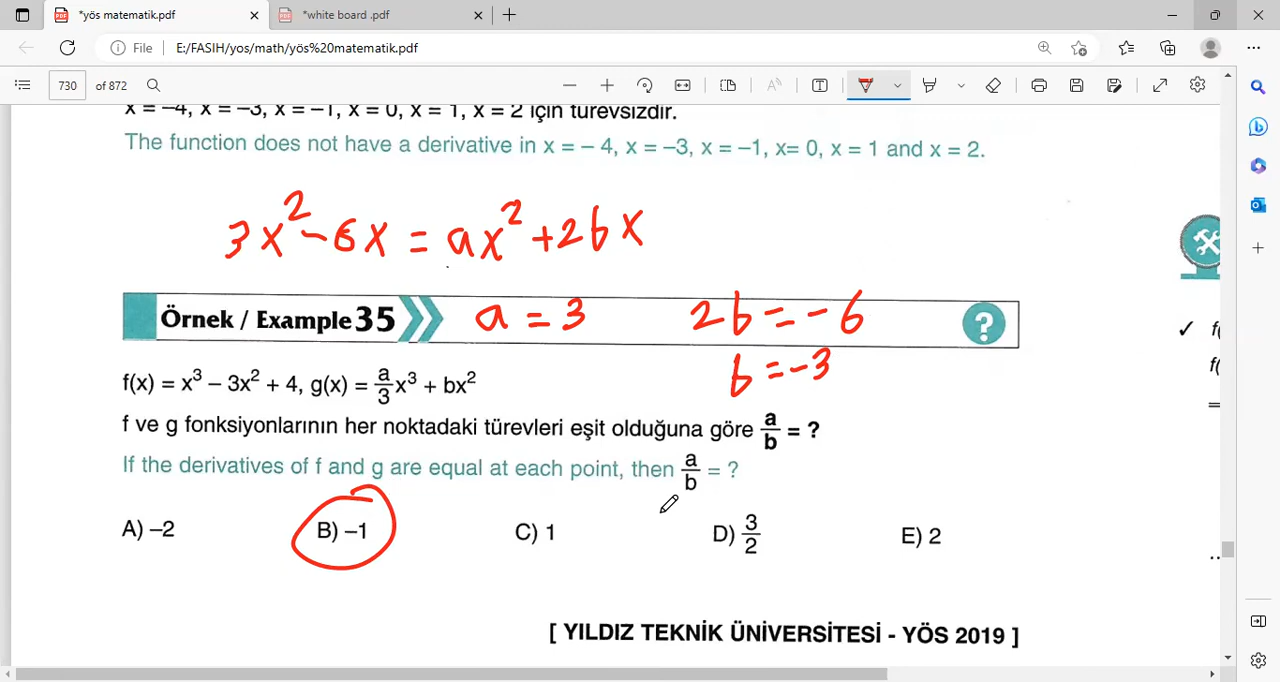 *yös matematik.pdf
*white board .pdf
File E:/FASIH/yos/math/yös%20matematik.pdf
730 of 872
x = –4, x = –3, x = –1, x = 0, x = 1, x = 2 için türevsizdir.
The function does not have a derivative in x = – 4, x = –3, x = –1, x= 0, x = 1 and x = 2.
3x² – 6x = ax² + 2bx
Örnek / Example 35
a = 3 2b = –6
?
b = –3
f(x) = x³ – 3x² + 4, g(x) = a/3 x³ + bx²
f ve g fonksiyonlarının her noktadaki türevleri eşit olduğuna göre a/b = ?
If the derivatives of f and g are equal at each point, then a/b = ?
A) –2 B) –1 C) 1 D) 3/2 E) 2
[ YILDIZ TEKNİK ÜNİVERSİTESİ - YÖS 2019 ]
✓ f(
f(
=
..